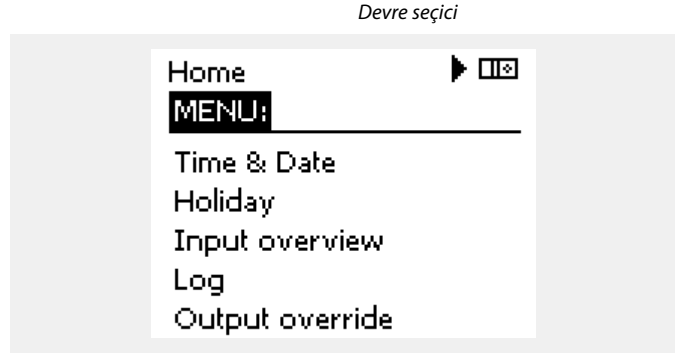 Devre seçici
Home
MENU:
Time & Date
Holiday
Input overview
Log
Output override